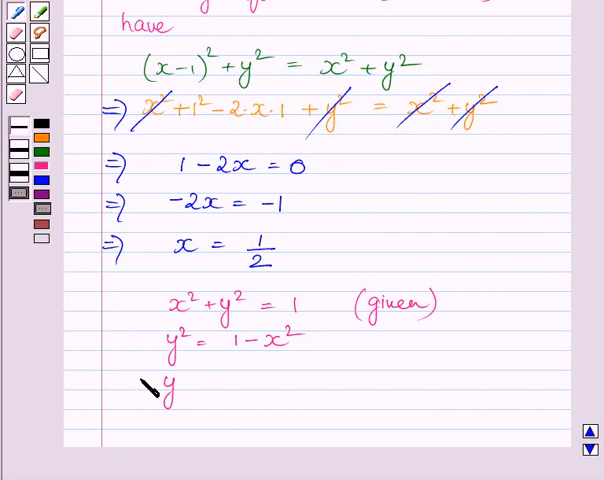 have
(x-1)² + y² = x² + y²
⇒ x² + 1² - 2·x·1 + y² = x² + y²
⇒ 1 - 2x = 0
⇒ -2x = -1
⇒ x = 1/2
x² + y² = 1 (given)
y² = 1 - x²
y